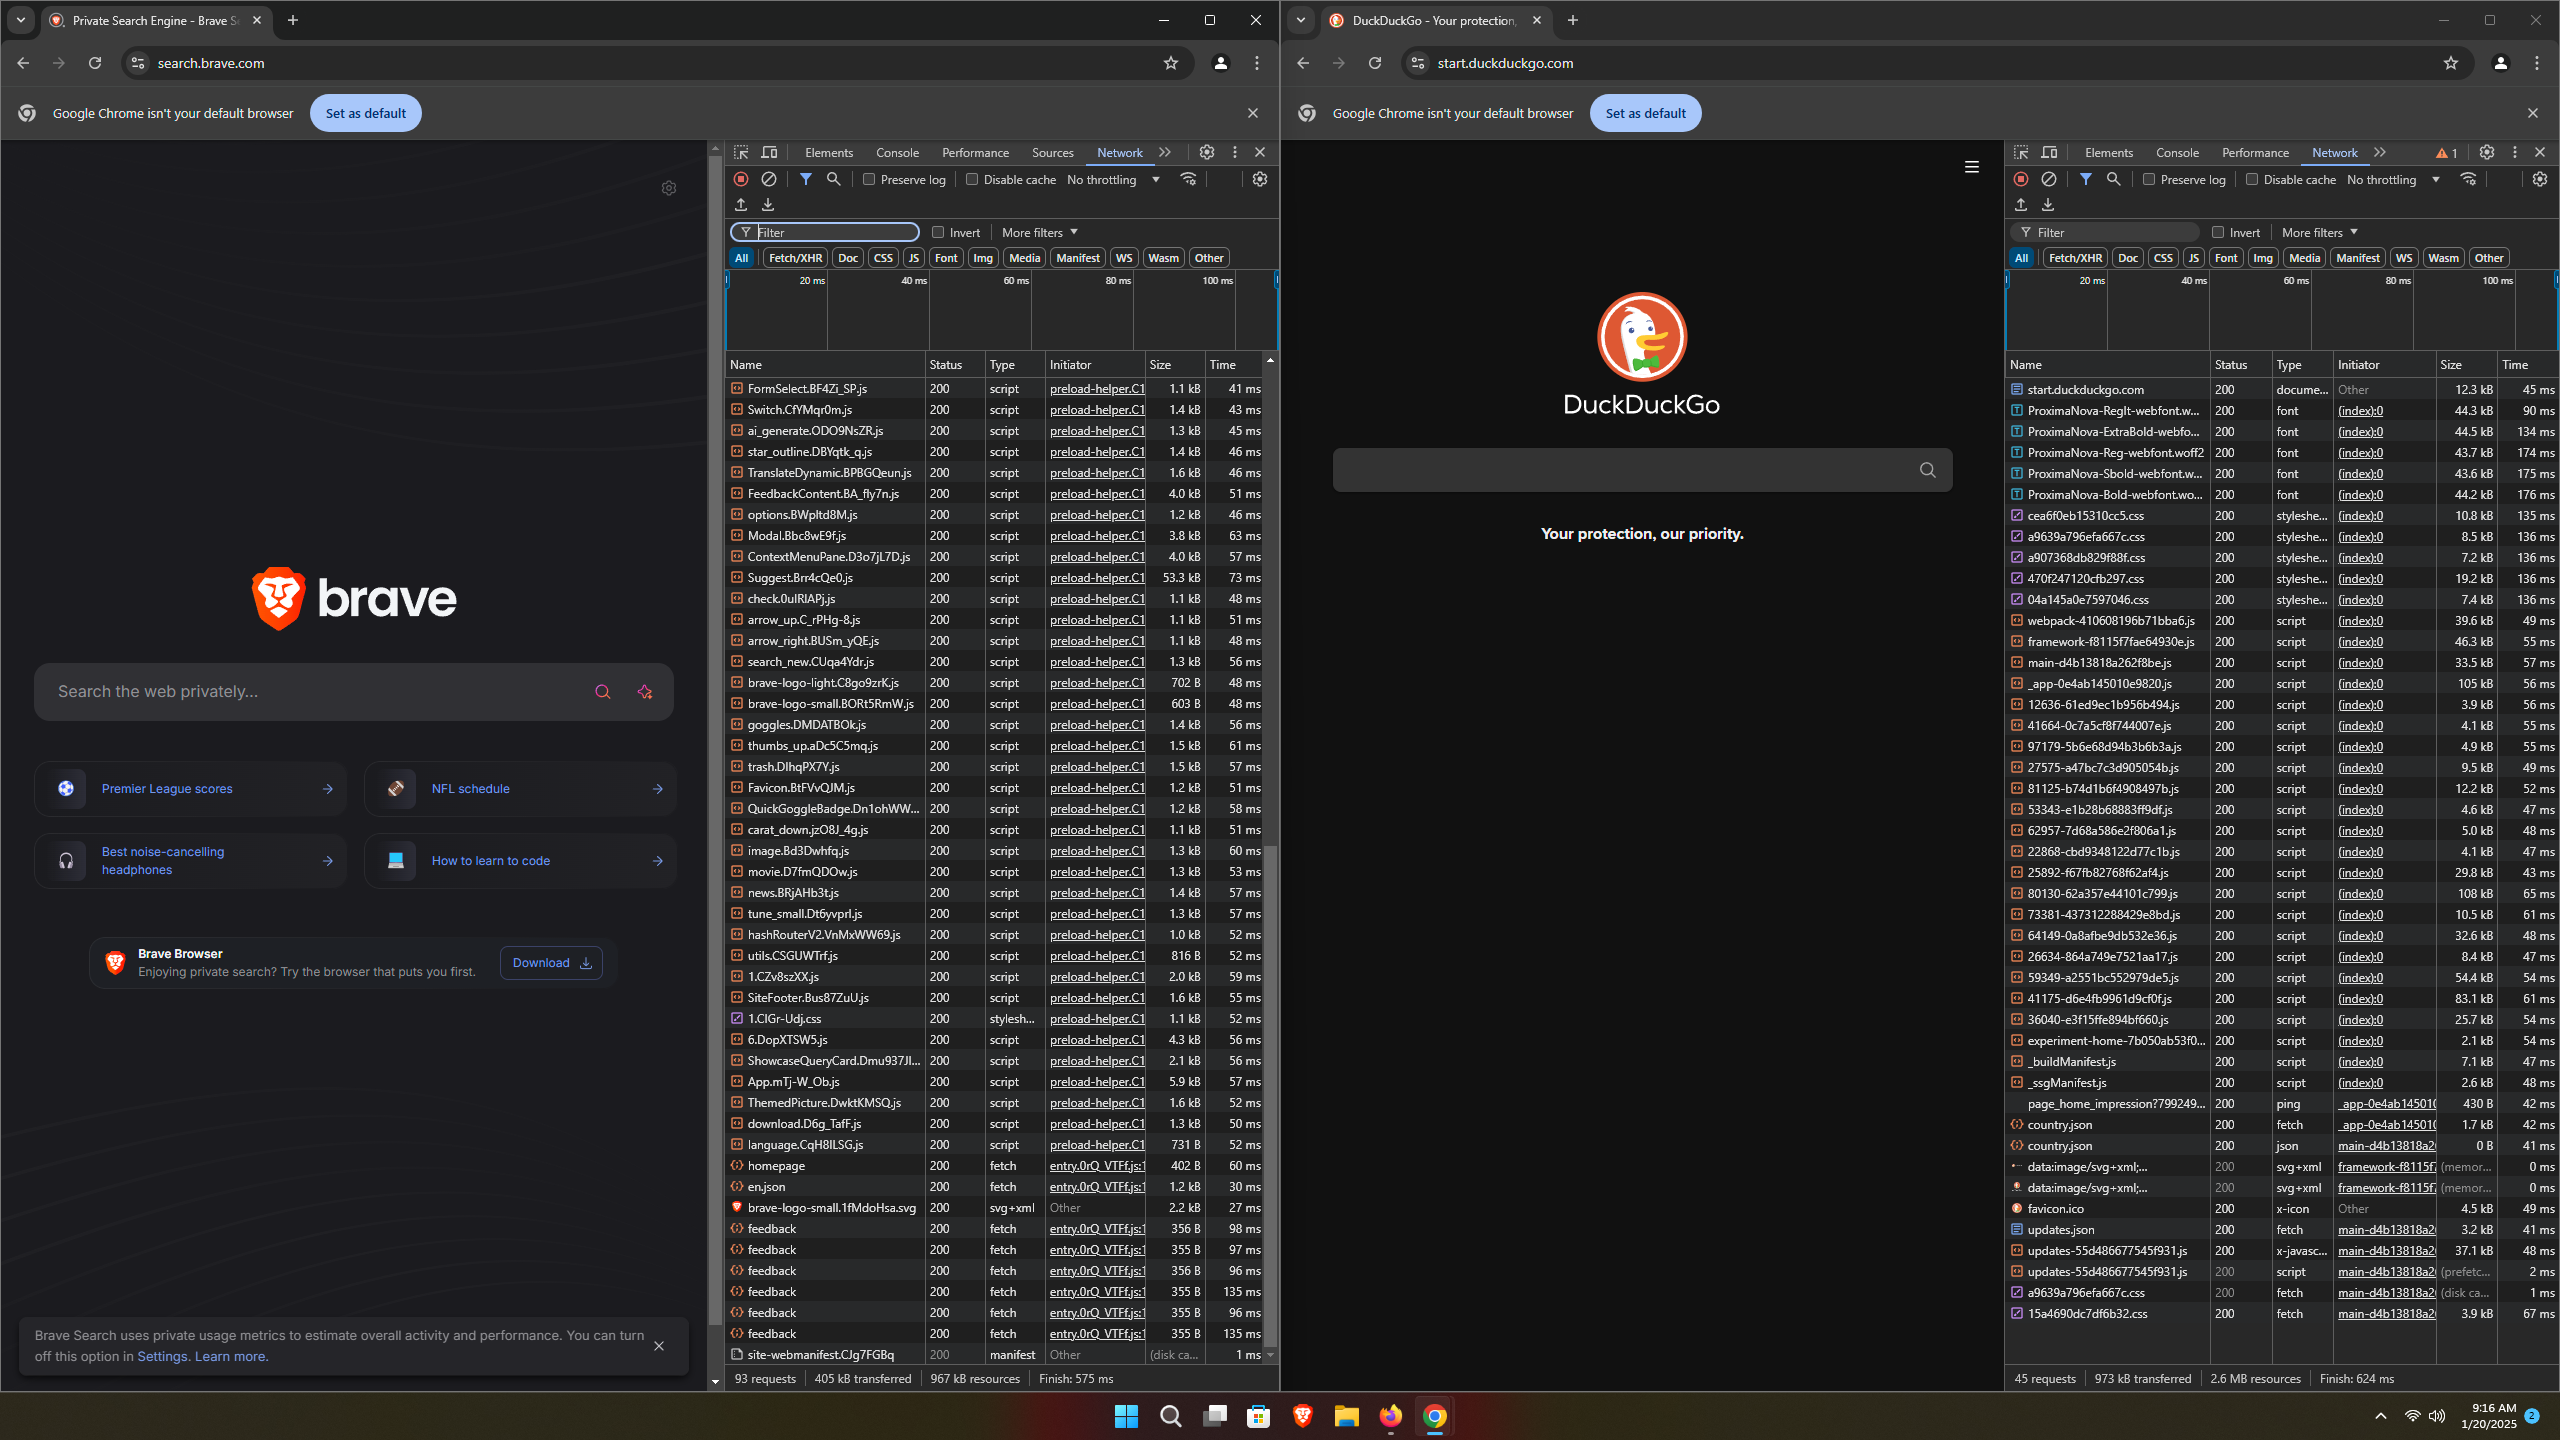 Private Search Engine - Brave S
search.brave.com
Google Chrome isn't your default browser
Set as default
brave
Search the web privately...
Premier League scores
NFL schedule
Best noise-cancelling
headphones
How to learn to code
Brave Browser
Enjoying private search? Try the browser that puts you first.
Download
Brave Search uses private usage metrics to estimate overall activity and performance. You can turn
off this option in Settings. Learn more.
Elements Console Performance Sources Network
Preserve log Disable cache No throttling
Filter Invert More filters
All Fetch/XHR Doc CSS JS Font Img Media Manifest WS Wasm Other
20 ms 40 ms 60 ms 80 ms 100 ms
Name Status Type Initiator Size Time
FormSelect.BF4Zi_SP.js 200 script preload-helper.C1 1.1 kB 41 ms
Switch.CfYMqr0m.js 200 script preload-helper.C1 1.4 kB 43 ms
ai_generate.ODO9NsZR.js 200 script preload-helper.C1 1.3 kB 45 ms
star_outline.DBYqtk_q.js 200 script preload-helper.C1 1.4 kB 46 ms
TranslateDynamic.BPBGQeun.js 200 script preload-helper.C1 1.6 kB 46 ms
FeedbackContent.BA_fly7n.js 200 script preload-helper.C1 4.0 kB 51 ms
options.BWpltd8M.js 200 script preload-helper.C1 1.2 kB 46 ms
Modal.Bbc8wE9f.js 200 script preload-helper.C1 3.8 kB 63 ms
ContextMenuPane.D3o7jL7D.js 200 script preload-helper.C1 4.0 kB 57 ms
Suggest.Brr4cQe0.js 200 script preload-helper.C1 53.3 kB 73 ms
check.0ulRIAPj.js 200 script preload-helper.C1 1.1 kB 48 ms
arrow_up.C_rPHg-8.js 200 script preload-helper.C1 1.1 kB 51 ms
arrow_right.BUSm_yQE.js 200 script preload-helper.C1 1.1 kB 48 ms
search_new.CUqa4Ydr.js 200 script preload-helper.C1 1.3 kB 56 ms
brave-logo-light.C8go9zrK.js 200 script preload-helper.C1 702 B 48 ms
brave-logo-small.BORt5RmW.js 200 script preload-helper.C1 603 B 48 ms
goggles.DMDATBOk.js 200 script preload-helper.C1 1.4 kB 56 ms
thumbs_up.aDc5C5mq.js 200 script preload-helper.C1 1.5 kB 61 ms
trash.DIhqPX7Y.js 200 script preload-helper.C1 1.5 kB 57 ms
Favicon.BtFVvQJM.js 200 script preload-helper.C1 1.2 kB 51 ms
QuickGoggleBadge.Dn1ohWW... 200 script preload-helper.C1 1.2 kB 58 ms
carat_down.jzO8J_4g.js 200 script preload-helper.C1 1.1 kB 51 ms
image.Bd3Dwhfq.js 200 script preload-helper.C1 1.3 kB 60 ms
movie.D7fmQDOw.js 200 script preload-helper.C1 1.3 kB 53 ms
news.BRjAHb3t.js 200 script preload-helper.C1 1.4 kB 57 ms
tune_small.Dt6yvprl.js 200 script preload-helper.C1 1.3 kB 57 ms
hashRouterV2.VnMxWW69.js 200 script preload-helper.C1 1.0 kB 52 ms
utils.CSGUWTrf.js 200 script preload-helper.C1 816 B 52 ms
1.CZv8szXX.js 200 script preload-helper.C1 2.0 kB 59 ms
SiteFooter.Bus87ZuU.js 200 script preload-helper.C1 1.6 kB 55 ms
1.ClGr-Udj.css 200 stylesh... preload-helper.C1 1.1 kB 52 ms
6.DopXTSW5.js 200 script preload-helper.C1 4.3 kB 56 ms
ShowcaseQueryCard.Dmu937Jl... 200 script preload-helper.C1 2.1 kB 56 ms
App.mTj-W_Ob.js 200 script preload-helper.C1 5.9 kB 57 ms
ThemedPicture.DwktKMSQ.js 200 script preload-helper.C1 1.6 kB 52 ms
download.D6g_TafF.js 200 script preload-helper.C1 1.3 kB 50 ms
language.CqH8ILSG.js 200 script preload-helper.C1 731 B 52 ms
homepage 200 fetch entry.0rQ_VTFf.js:1 402 B 60 ms
en.json 200 fetch entry.0rQ_VTFf.js:1 1.2 kB 30 ms
brave-logo-small.1fMdoHsa.svg 200 svg+xml Other 2.2 kB 27 ms
feedback 200 fetch entry.0rQ_VTFf.js:1 356 B 98 ms
feedback 200 fetch entry.0rQ_VTFf.js:1 355 B 97 ms
feedback 200 fetch entry.0rQ_VTFf.js:1 356 B 96 ms
feedback 200 fetch entry.0rQ_VTFf.js:1 355 B 135 ms
feedback 200 fetch entry.0rQ_VTFf.js:1 355 B 96 ms
feedback 200 fetch entry.0rQ_VTFf.js:1 355 B 135 ms
site-webmanifest.CJg7FGBq 200 manifest Other (disk ca... 1 ms
93 requests 405 kB transferred 967 kB resources Finish: 575 ms
DuckDuckGo - Your protection,
start.duckduckgo.com
Google Chrome isn't your default browser
Set as default
DuckDuckGo
Your protection, our priority.
Elements Console Performance Network 1
Preserve log Disable cache No throttling
Filter Invert More filters
All Fetch/XHR Doc CSS JS Font Img Media Manifest WS Wasm Other
20 ms 40 ms 60 ms 80 ms 100 ms
Name Status Type Initiator Size Time
start.duckduckgo.com 200 docume... Other 12.3 kB 45 ms
ProximaNova-RegIt-webfont.w... 200 font (index):0 44.3 kB 90 ms
ProximaNova-ExtraBold-webfo... 200 font (index):0 44.5 kB 134 ms
ProximaNova-Reg-webfont.woff2 200 font (index):0 43.7 kB 174 ms
ProximaNova-Sbold-webfont.w... 200 font (index):0 43.6 kB 175 ms
ProximaNova-Bold-webfont.wo... 200 font (index):0 44.2 kB 176 ms
cea6f0eb15310cc5.css 200 styleshe... (index):0 10.8 kB 135 ms
a9639a796efa667c.css 200 styleshe... (index):0 8.5 kB 136 ms
a907368db829f88f.css 200 styleshe... (index):0 7.2 kB 136 ms
470f247120cfb297.css 200 styleshe... (index):0 19.2 kB 136 ms
04a145a0e7597046.css 200 styleshe... (index):0 7.4 kB 136 ms
webpack-410608196b71bba6.js 200 script (index):0 39.6 kB 49 ms
framework-f8115f7fae64930e.js 200 script (index):0 46.3 kB 55 ms
main-d4b13818a262f8be.js 200 script (index):0 33.5 kB 57 ms
_app-0e4ab145010e9820.js 200 script (index):0 105 kB 56 ms
12636-61ed9ec1b956b494.js 200 script (index):0 3.9 kB 56 ms
41664-0c7a5cf8f744007e.js 200 script (index):0 4.1 kB 55 ms
97179-5b6e68d94b3b6b3a.js 200 script (index):0 4.9 kB 55 ms
27575-a47bc7c3d905054b.js 200 script (index):0 9.5 kB 49 ms
81125-b74d1b6f4908497b.js 200 script (index):0 12.2 kB 52 ms
53343-e1b28b68883ff9df.js 200 script (index):0 4.6 kB 47 ms
62957-7d68a586e2f806a1.js 200 script (index):0 5.0 kB 48 ms
22868-cbd9348122d77c1b.js 200 script (index):0 4.1 kB 47 ms
25892-f67fb82768f62af4.js 200 script (index):0 29.8 kB 43 ms
80130-62a357e44101c799.js 200 script (index):0 108 kB 65 ms
73381-437312288429e8bd.js 200 script (index):0 10.5 kB 61 ms
64149-0a8afbe9db532e36.js 200 script (index):0 32.6 kB 48 ms
26634-864a749e7521aa17.js 200 script (index):0 8.4 kB 47 ms
59349-a2551bc552979de5.js 200 script (index):0 54.4 kB 54 ms
41175-d6e4fb9961d9cf0f.js 200 script (index):0 83.1 kB 61 ms
36040-e3f15ffe894bf660.js 200 script (index):0 25.7 kB 54 ms
experiment-home-7b050ab53f0... 200 script (index):0 2.1 kB 54 ms
_buildManifest.js 200 script (index):0 7.1 kB 47 ms
_ssgManifest.js 200 script (index):0 2.6 kB 48 ms
page_home_impression?799249... 200 ping _app-0e4ab14501 430 B 42 ms
country.json 200 fetch _app-0e4ab14501 1.7 kB 42 ms
country.json 200 json main-d4b13818a2 0 B 41 ms
data:image/svg+xml;... 200 svg+xml framework-f8115f7 (memor... 0 ms
data:image/svg+xml;... 200 svg+xml framework-f8115f7 (memor... 0 ms
favicon.ico 200 x-icon Other 4.5 kB 49 ms
updates.json 200 fetch main-d4b13818a2 3.2 kB 41 ms
updates-55d486677545f931.js 200 x-javasc... main-d4b13818a2 37.1 kB 48 ms
updates-55d486677545f931.js 200 script main-d4b13818a2 (prefetc... 2 ms
a9639a796efa667c.css 200 fetch main-d4b13818a2 (disk ca... 1 ms
15a4690dc7df6b32.css 200 fetch main-d4b13818a2 3.9 kB 67 ms
45 requests 973 kB transferred 2.6 MB resources Finish: 624 ms
9:16 AM
1/20/2025
2